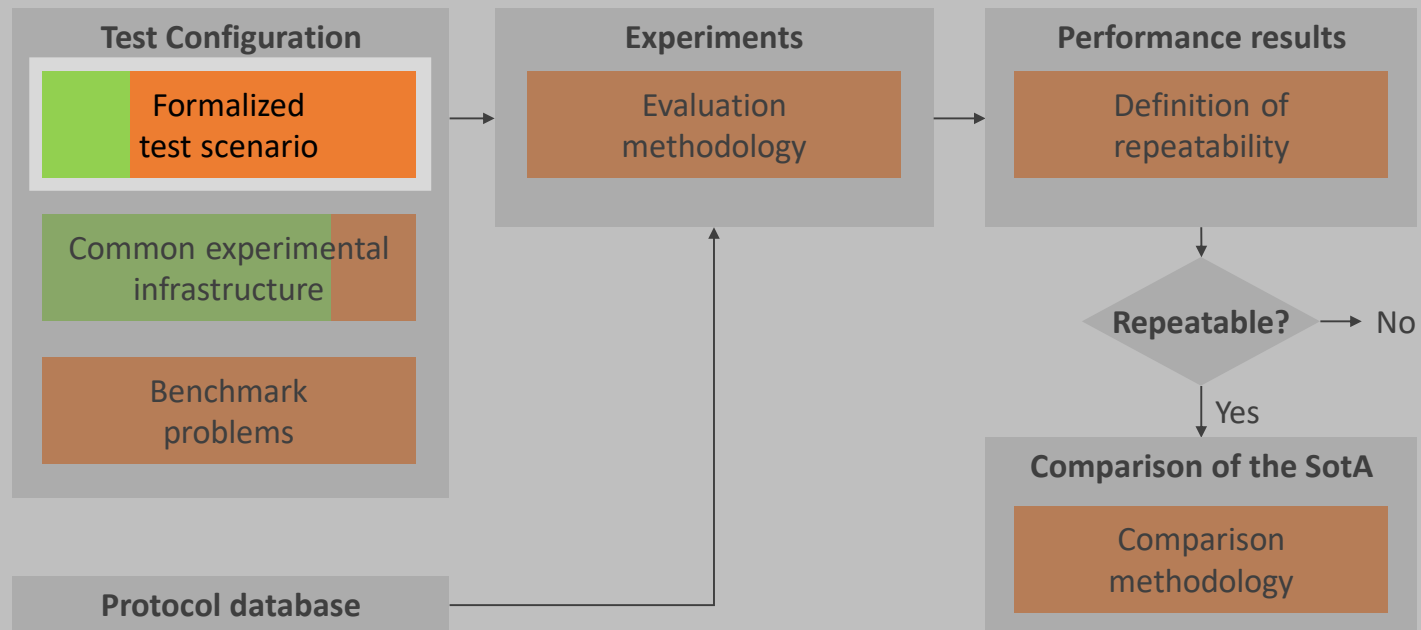 Test Configuration
Formalized
test scenario
Common experimental
infrastructure
Benchmark
problems
Protocol database
Experiments
Evaluation
methodology
Performance results
Definition of
repeatability
Repeatable?
No
Yes
Comparison of the SotA
Comparison
methodology